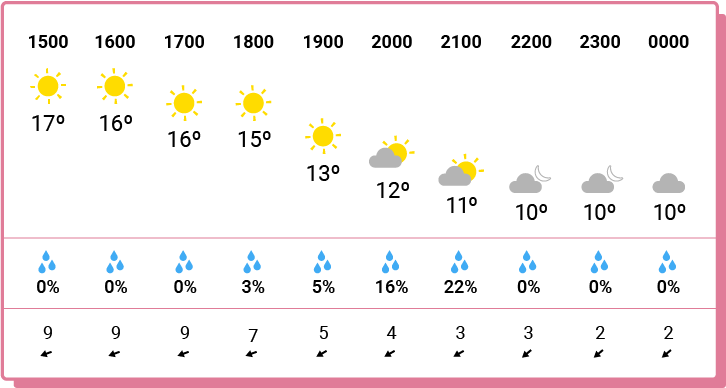 1500 1600 1700 1800 1900 2000 2100 2200 2300 0000
17º 16º 16º 15º 13º 12º 11º 10º 10º 10º
0% 0% 0% 3% 5% 16% 22% 0% 0% 0%
9 9 9 7 5 4 3 3 2 2